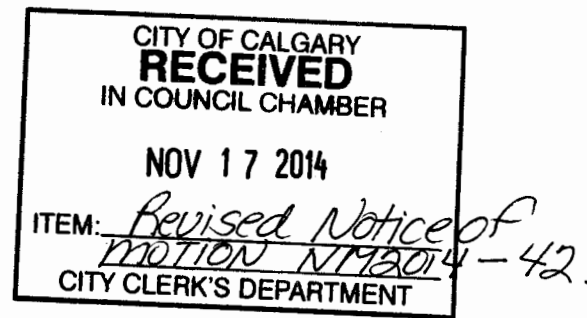 CITY OF CALGARY
RECEIVED
IN COUNCIL CHAMBER
NOV 17 2014
ITEM: Revised Notice of
MOTION NM2014-42.
CITY CLERK'S DEPARTMENT